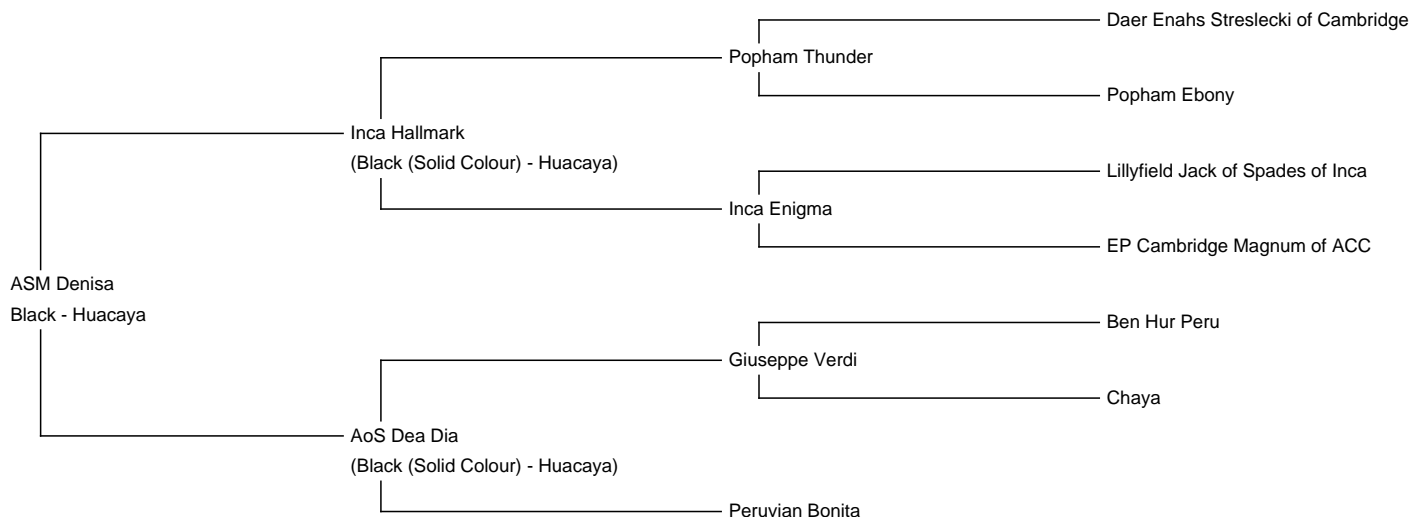 Daer Enahs Streslecki of Cambridge
Popham Thunder
Popham Ebony
Inca Hallmark
(Black (Solid Colour) - Huacaya)
Lillyfield Jack of Spades of Inca
Inca Enigma
EP Cambridge Magnum of ACC
ASM Denisa
Black - Huacaya
Ben Hur Peru
Giuseppe Verdi
Chaya
AoS Dea Dia
(Black (Solid Colour) - Huacaya)
Peruvian Bonita